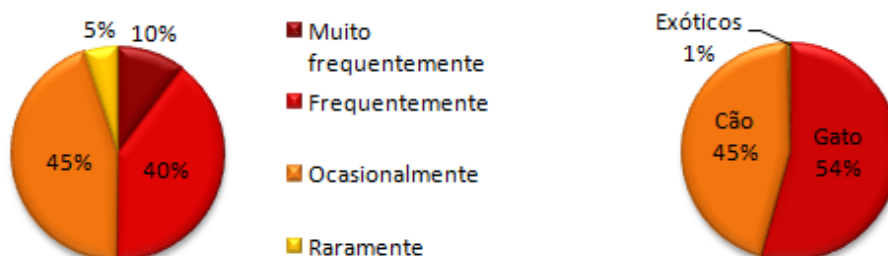 5%
10%
45%
40%
Muito
frequentemente
Frequentemente
Ocasionalmente
Raramente
Exóticos
1%
Cão
45%
Gato
54%